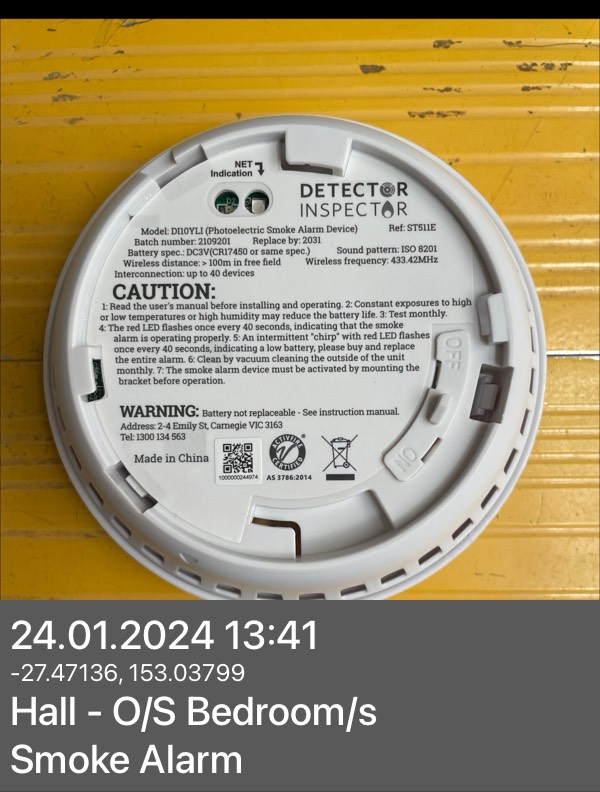 NET
Indication
DETECTOR
INSPECTOR
Model: DI10YLI (Photoelectric Smoke Alarm Device) Ref: ST511E
Batch number: 2109201 Replace by: 2031
Battery spec.: DC3V(CR17450 or same spec.) Sound pattern: ISO 8201
Wireless distance: > 100m in free field Wireless frequency: 433.42MHz
Interconnection: up to 40 devices
CAUTION:
1: Read the user's manual before installing and operating. 2: Constant exposures to high
or low temperatures or high humidity may reduce the battery life. 3: Test monthly.
4: The red LED flashes once every 40 seconds, indicating that the smoke
alarm is operating properly. 5: An intermittent "chirp" with red LED flashes
once every 40 seconds, indicating a low battery, please buy and replace
the entire alarm. 6: Clean by vacuum cleaning the outside of the unit
monthly. 7: The smoke alarm device must be activated by mounting the
bracket before operation.
OFF
ON
WARNING: Battery not replaceable - See instruction manual.
Address: 2-4 Emily St, Carnegie VIC 3163
Tel: 1300 134 563
Made in China
1000000244974
ACTIVFIRE
CERTIFIED
AS 3786:2014
24.01.2024 13:41
-27.47136, 153.03799
Hall - O/S Bedroom/s
Smoke Alarm